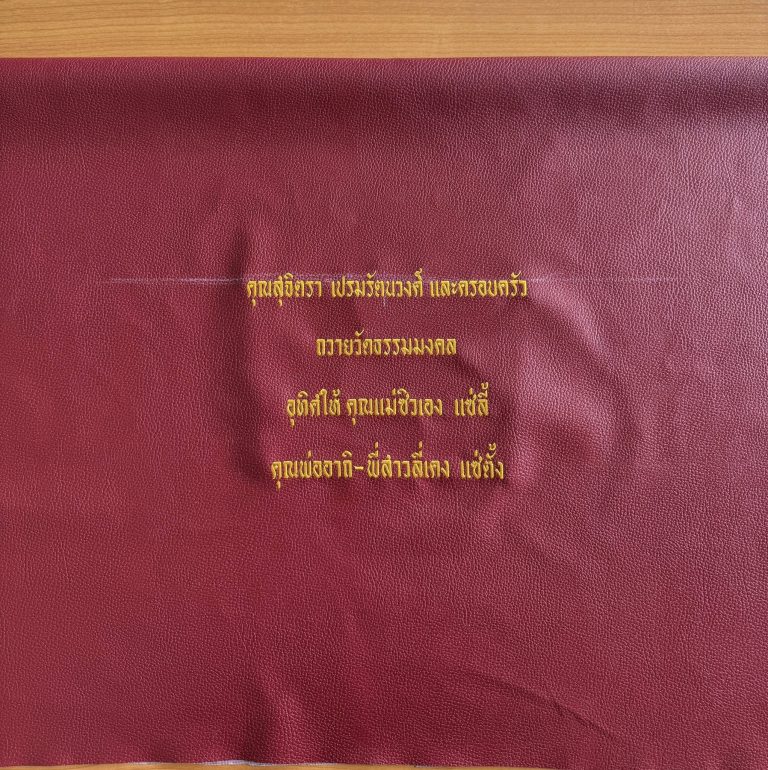 คุณสุจิตรา เปรมรัตนวงศ์ และครอบครัว
ถวายวัดธรรมมงคล
อุทิศให้ คุณแม่ซิวเอง แซ่ลี้
คุณพ่ออาถิ-พี่สาวลี่เตง แซ่ตั้ง